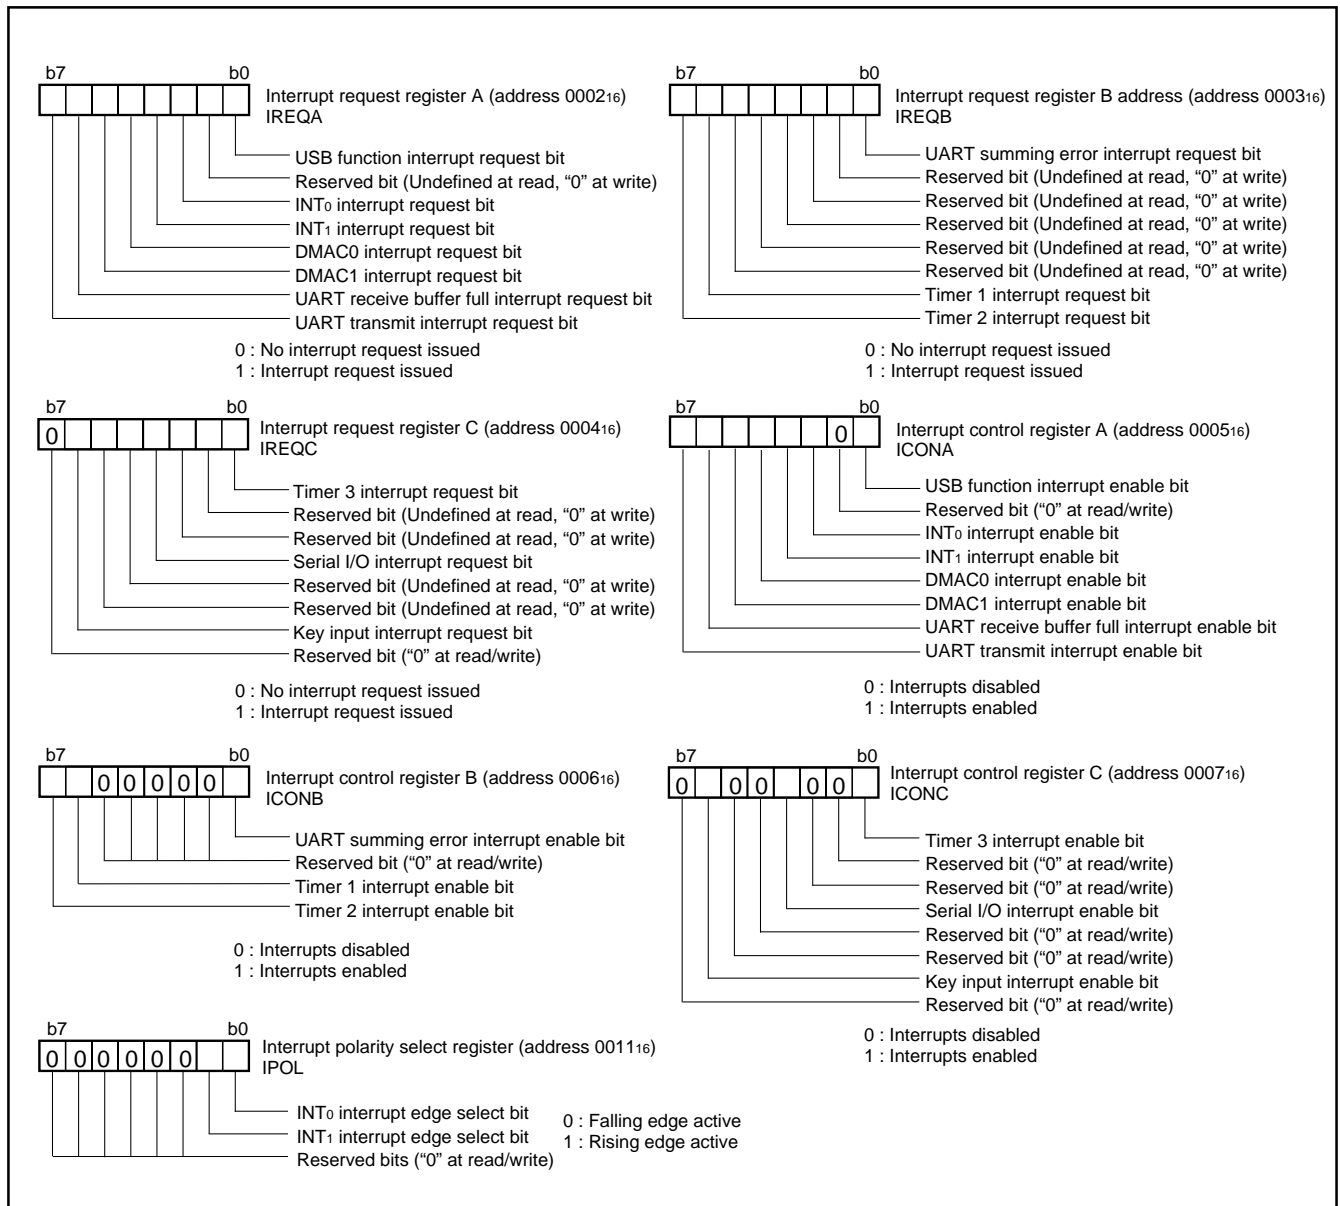 b7 b0
Interrupt request register A (address 000216)
IREQA
USB function interrupt request bit
Reserved bit (Undefined at read, “0” at write)
INT0 interrupt request bit
INT1 interrupt request bit
DMAC0 interrupt request bit
DMAC1 interrupt request bit
UART receive buffer full interrupt request bit
UART transmit interrupt request bit
0 : No interrupt request issued
1 : Interrupt request issued
b7 b0
Interrupt request register B address (address 000316)
IREQB
UART summing error interrupt request bit
Reserved bit (Undefined at read, “0” at write)
Reserved bit (Undefined at read, “0” at write)
Reserved bit (Undefined at read, “0” at write)
Reserved bit (Undefined at read, “0” at write)
Reserved bit (Undefined at read, “0” at write)
Timer 1 interrupt request bit
Timer 2 interrupt request bit
0 : No interrupt request issued
1 : Interrupt request issued
b7 b0
0
Interrupt request register C (address 000416)
IREQC
Timer 3 interrupt request bit
Reserved bit (Undefined at read, “0” at write)
Reserved bit (Undefined at read, “0” at write)
Serial I/O interrupt request bit
Reserved bit (Undefined at read, “0” at write)
Reserved bit (Undefined at read, “0” at write)
Key input interrupt request bit
Reserved bit (“0” at read/write)
0 : No interrupt request issued
1 : Interrupt request issued
b7 b0
0
Interrupt control register A (address 000516)
ICONA
USB function interrupt enable bit
Reserved bit (“0” at read/write)
INT0 interrupt enable bit
INT1 interrupt enable bit
DMAC0 interrupt enable bit
DMAC1 interrupt enable bit
UART receive buffer full interrupt enable bit
UART transmit interrupt enable bit
0 : Interrupts disabled
1 : Interrupts enabled
b7 b0
0 0 0 0 0
Interrupt control register B (address 000616)
ICONB
UART summing error interrupt enable bit
Reserved bit (“0” at read/write)
Timer 1 interrupt enable bit
Timer 2 interrupt enable bit
0 : Interrupts disabled
1 : Interrupts enabled
b7 b0
0 0 0 0 0
Interrupt control register C (address 000716)
ICONC
Timer 3 interrupt enable bit
Reserved bit (“0” at read/write)
Reserved bit (“0” at read/write)
Serial I/O interrupt enable bit
Reserved bit (“0” at read/write)
Reserved bit (“0” at read/write)
Key input interrupt enable bit
Reserved bit (“0” at read/write)
0 : Interrupts disabled
1 : Interrupts enabled
b7 b0
0 0 0 0 0 0
Interrupt polarity select register (address 001116)
IPOL
INT0 interrupt edge select bit
INT1 interrupt edge select bit
Reserved bits (“0” at read/write)
0 : Falling edge active
1 : Rising edge active